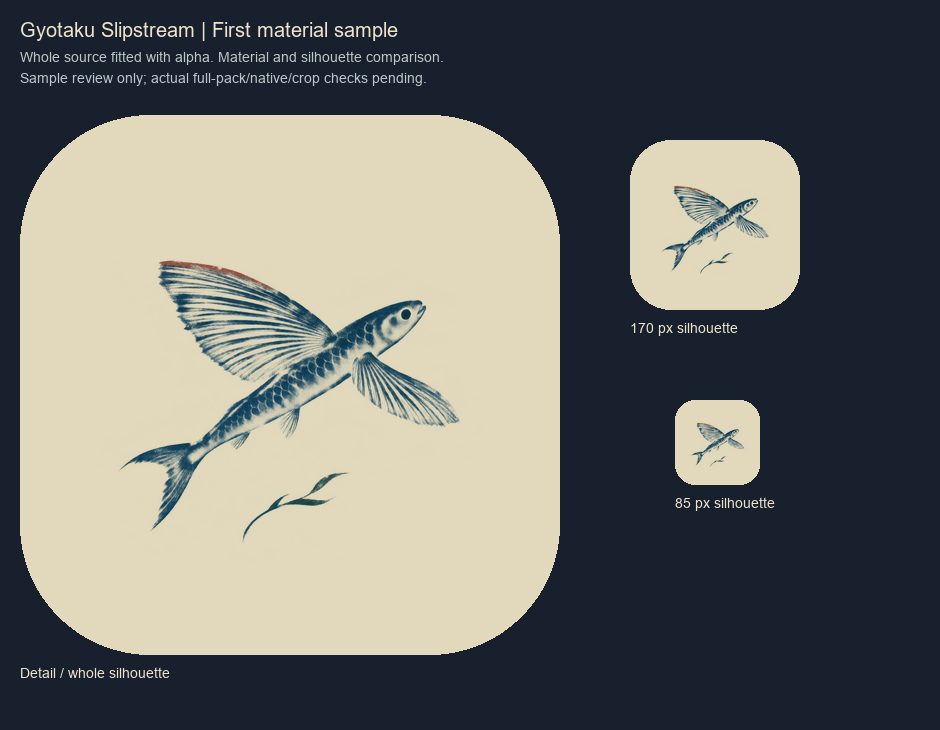 Gyotaku Slipstream | First material sample
Whole source fitted with alpha. Material and silhouette comparison.
Sample review only; actual full-pack/native/crop checks pending.
170 px silhouette
85 px silhouette
Detail / whole silhouette